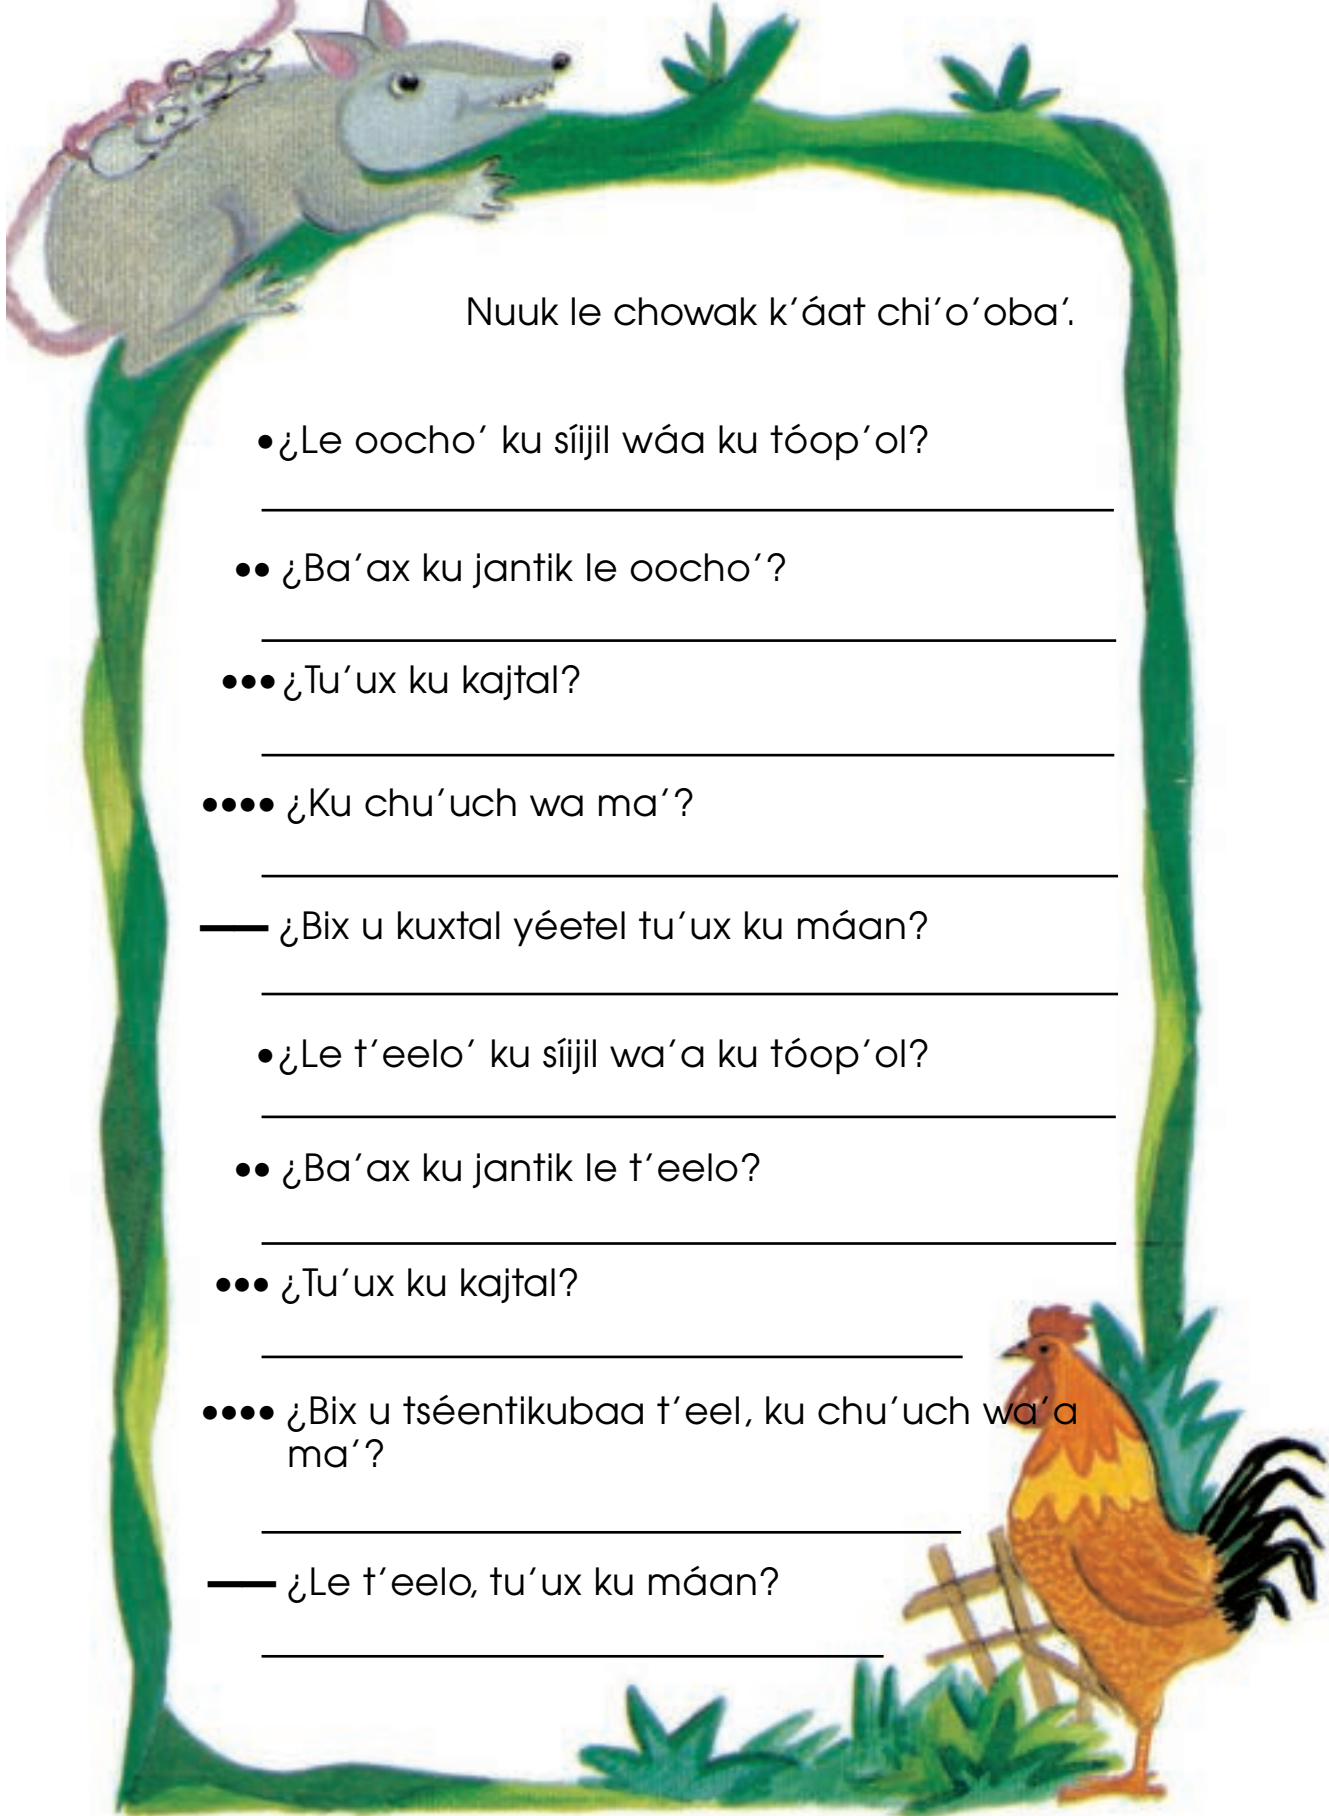 Nuuk le chowak k´áat chi´o´oba´.
•¿Le oocho´ ku síijil wáa ku tóop´ol?
•• ¿Ba´ax ku jantik le oocho´?
•••¿Tu´ux ku kajtal?
•••• ¿Ku chu´uch wa ma´?
— ¿Bix u kuxtal yéetel tu´ux ku máan?
•¿Le t´eelo´ ku síijil wa´a ku tóop´ol?
•• ¿Ba´ax ku jantik le t´eelo?
••• ¿Tu´ux ku kajtal?
•••• ¿Bix u tséentikubaa t´eel, ku chu´uch wa´a
ma´?
— ¿Le t´eelo, tu´ux ku máan?